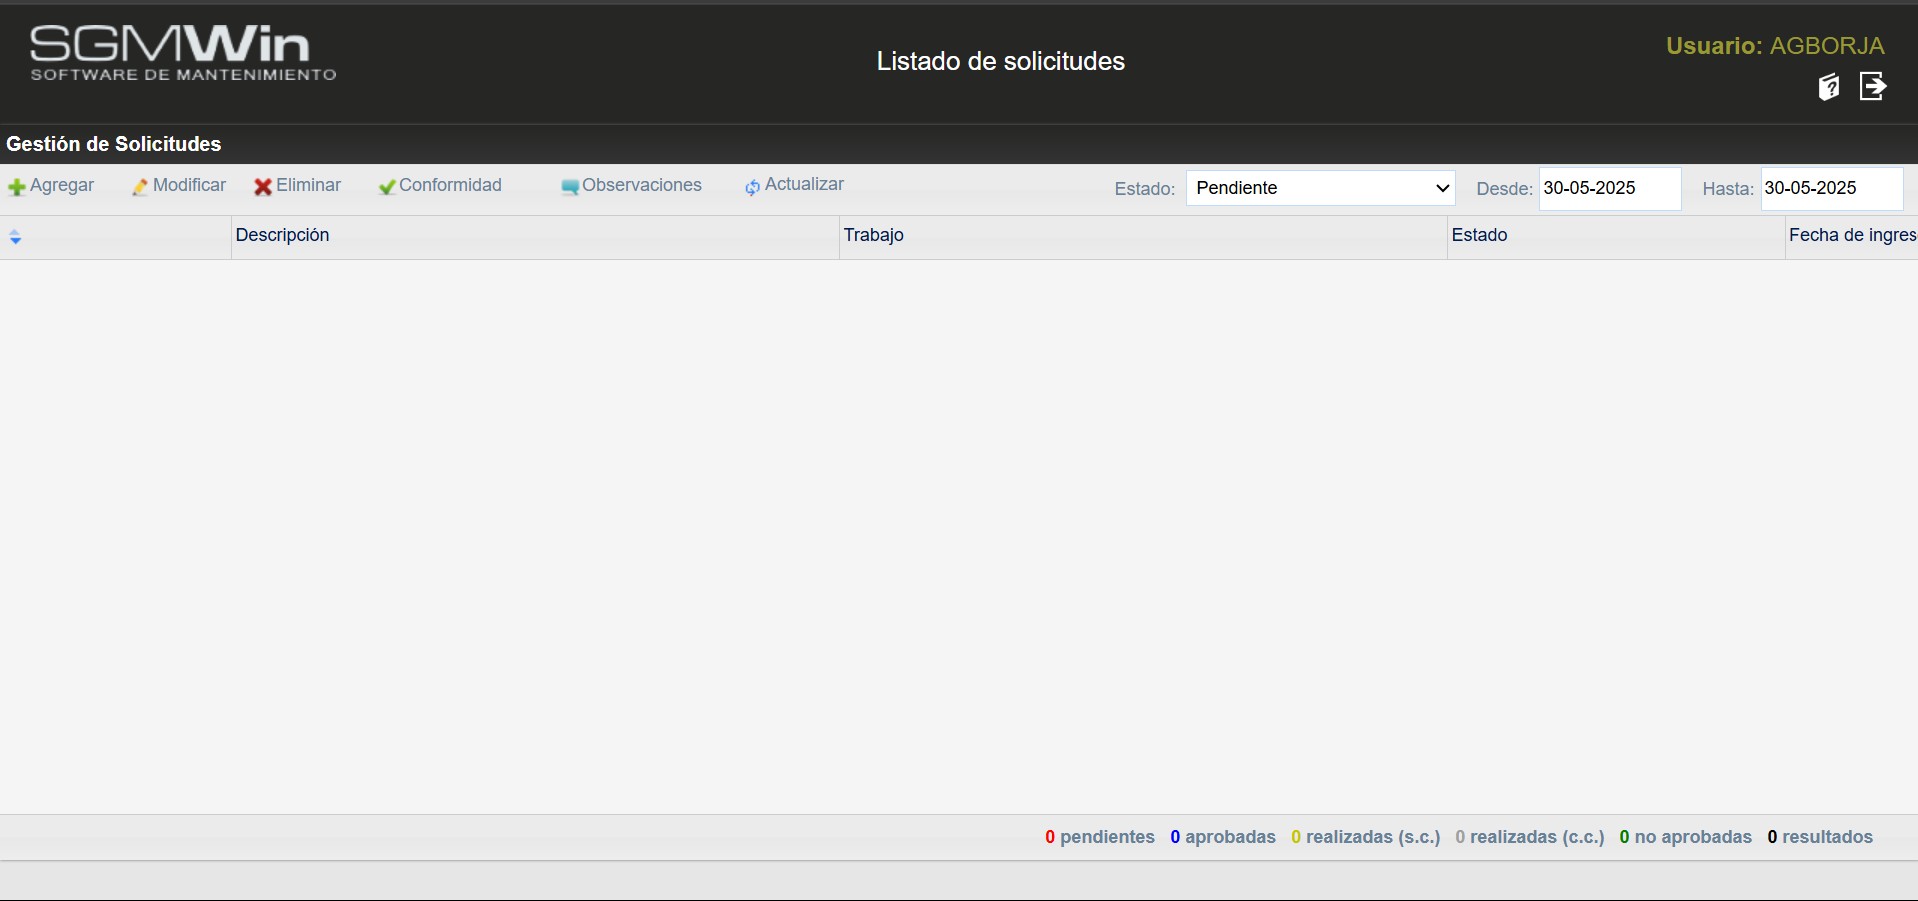 SGMWin
SOFTWARE DE MANTENIMIENTO
Listado de solicitudes
Usuario: AGBORJA
Gestión de Solicitudes
Agregar Modificar Eliminar Conformidad Observaciones Actualizar Estado: Pendiente Desde: 30-05-2025 Hasta: 30-05-2025
Descripción Trabajo Estado Fecha de ingres
0 pendientes 0 aprobadas 0 realizadas (s.c.) 0 realizadas (c.c.) 0 no aprobadas 0 resultados